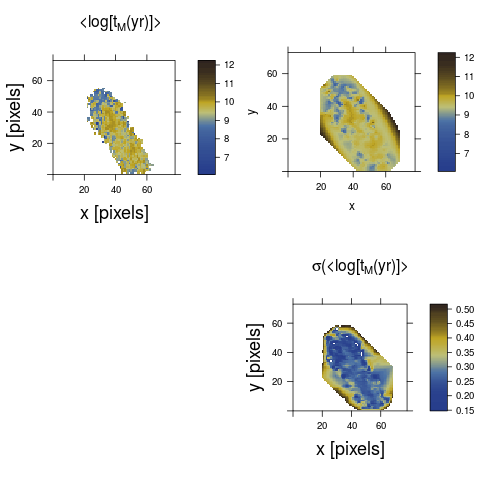 <log[tM(yr)]>
12
11
10
9
8
7
60
40
20
y [pixels]
20 40 60
x [pixels]
12
11
10
9
8
7
60
40
20
y
20 40 60
x
σ(<log[tM(yr)]>
0.50
0.45
0.40
0.35
0.30
0.25
0.20
0.15
60
40
20
y [pixels]
20 40 60
x [pixels]